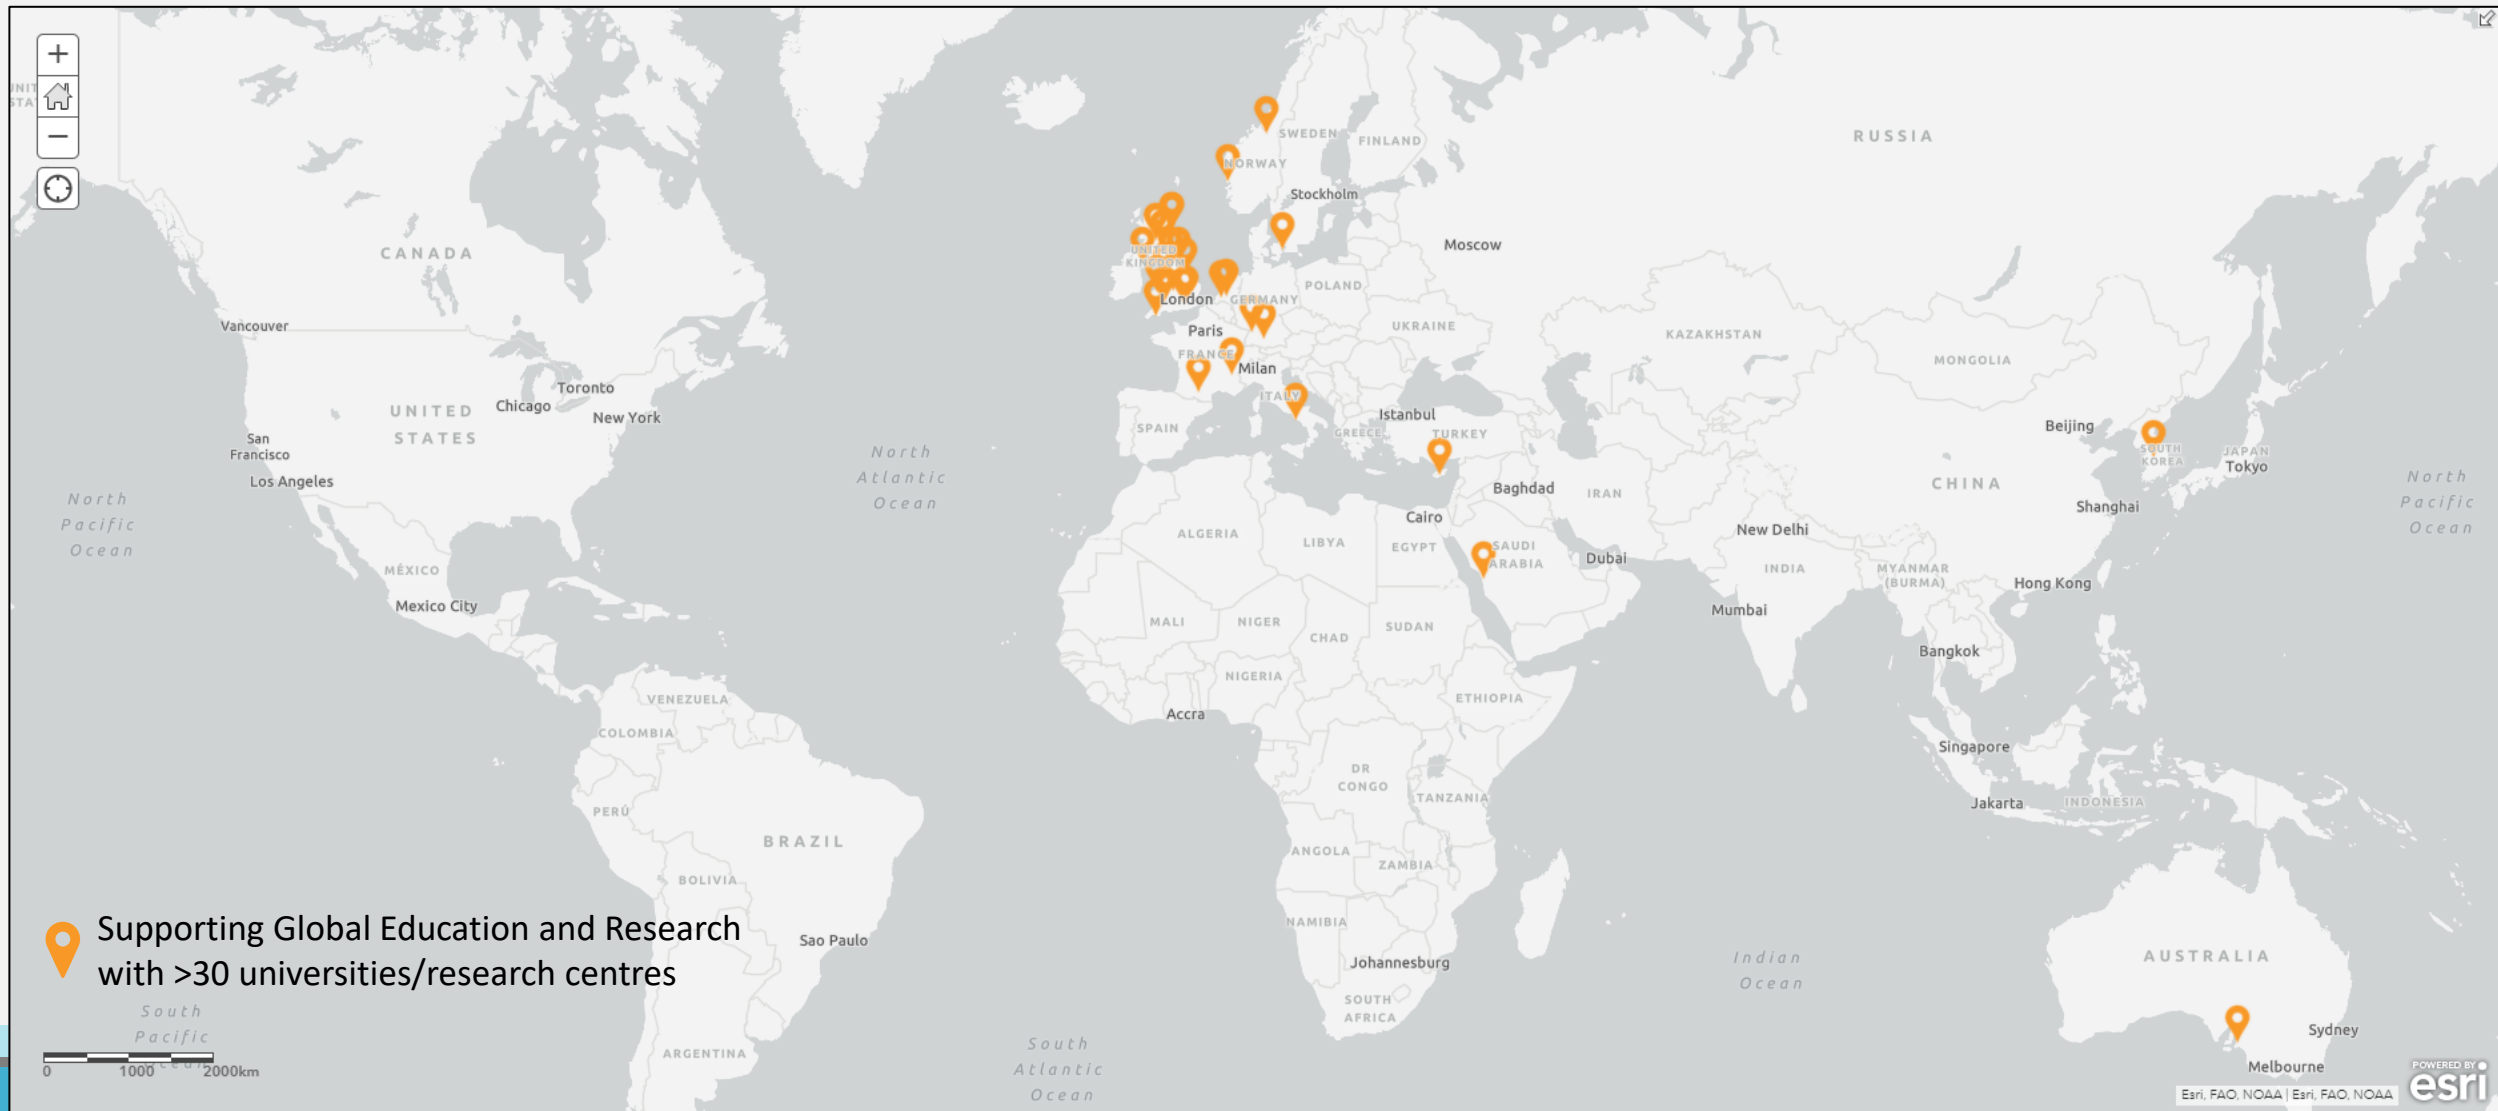 +
−
UNIT
STA
CANADA
Vancouver
Toronto
Chicago
New York
UNITED
STATES
San
Francisco
Los Angeles
North
Pacific
Ocean
MÉXICO
Mexico City
North
Atlantic
Ocean
VENEZUELA
COLOMBIA
PERÚ
BRAZIL
BOLIVIA
Sao Paulo
ARGENTINA
SWEDEN
FINLAND
NORWAY
Stockholm
RUSSIA
Moscow
UNITED
KINGDOM
London
GERMANY
POLAND
Paris
FRANCE
Milan
UKRAINE
ITALY
SPAIN
GREECE
Istanbul
TURKEY
KAZAKHSTAN
MONGOLIA
Beijing
SOUTH
KOREA
JAPAN
Tokyo
CHINA
Shanghai
North
Pacific
Ocean
Baghdad
IRAN
Cairo
ALGERIA
LIBYA
EGYPT
SAUDI
ARABIA
Dubai
New Delhi
INDIA
MYANMAR
(BURMA)
Hong Kong
Mumbai
Bangkok
MALI
NIGER
CHAD
SUDAN
NIGERIA
ETHIOPIA
Accra
DR
CONGO
TANZANIA
ANGOLA
ZAMBIA
NAMIBIA
Johannesburg
SOUTH
AFRICA
Singapore
Jakarta
INDONESIA
Indian
Ocean
AUSTRALIA
Sydney
Melbourne
Supporting Global Education and Research
with >30 universities/research centres
South
Pacific
Ocean
0 1000 2000km
South
Atlantic
Ocean
POWERED BY
esri
Esri, FAO, NOAA | Esri, FAO, NOAA